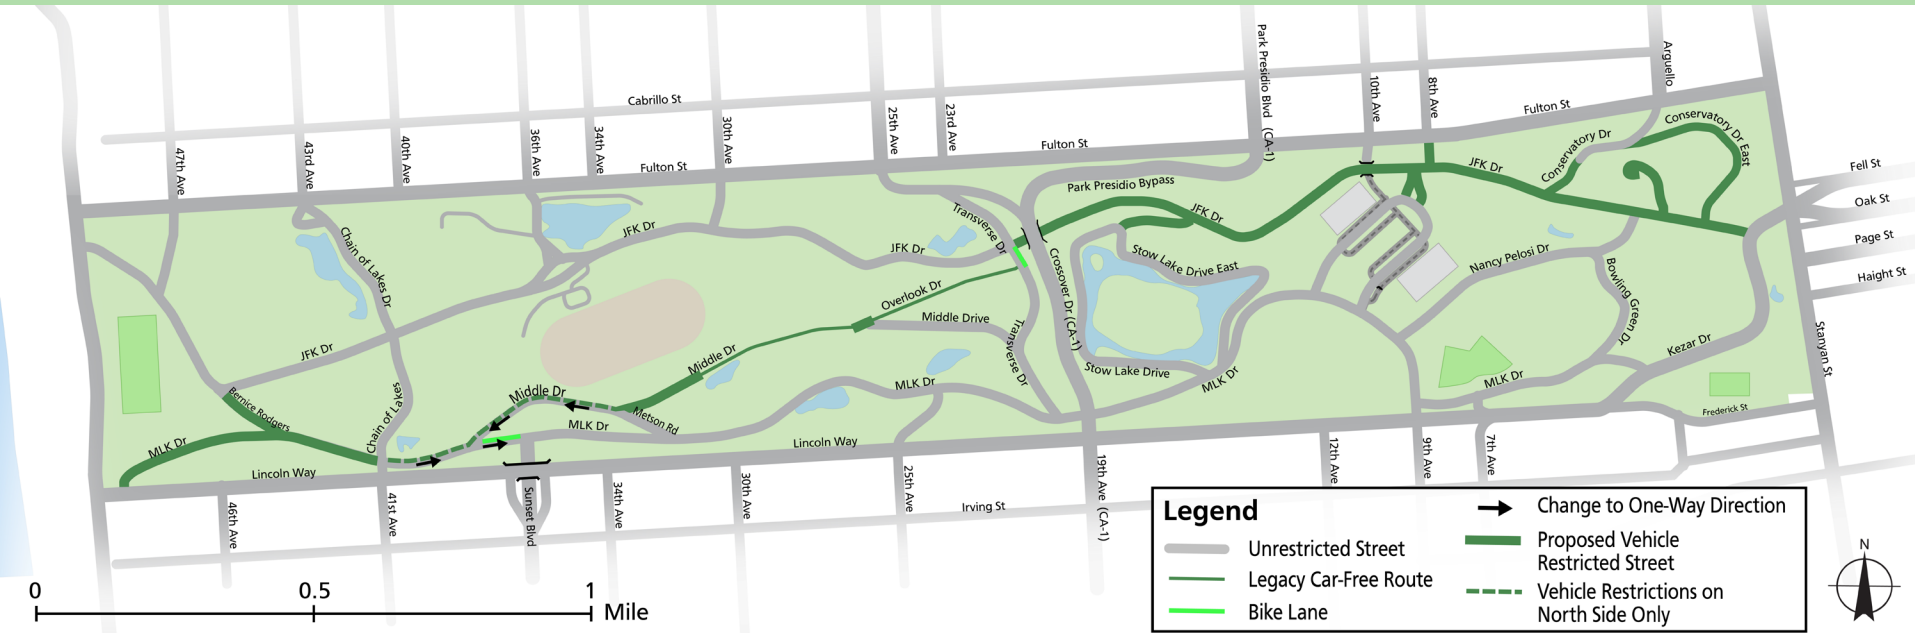 Cabrillo St
Fulton St
Fulton St
Fulton St
47th Ave
43rd Ave
40th Ave
36th Ave
34th Ave
30th Ave
25th Ave
23rd Ave
Park Presidio Blvd (CA-1)
10th Ave
8th Ave
Arguello
Conservatory Dr
Conservatory Dr East
Fell St
Oak St
Page St
Haight St
Stanyan St
Park Presidio Bypass
JFK Dr
JFK Dr
JFK Dr
JFK Dr
JFK Dr
Transverse Dr
Transverse Dr
Crossover Dr (CA-1)
Stow Lake Drive East
Stow Lake Drive
Nancy Pelosi Dr
Bowling Green Dr
Kezar Dr
Chain of Lakes Dr
Chain of Lakes
Overlook Dr
Middle Drive
Middle Dr
Middle Dr
Metson Rd
Bernice Rodgers
MLK Dr
MLK Dr
MLK Dr
MLK Dr
MLK Dr
Lincoln Way
Lincoln Way
Frederick St
46th Ave
41st Ave
Sunset Blvd
34th Ave
30th Ave
25th Ave
19th Ave (CA-1)
12th Ave
9th Ave
7th Ave
Irving St
0
0.5
1
Mile
Legend
Unrestricted Street
Legacy Car-Free Route
Bike Lane
Change to One-Way Direction
Proposed Vehicle
Restricted Street
Vehicle Restrictions on
North Side Only
N